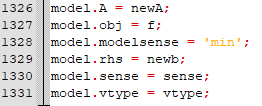 1326 model.A = newA;
1327 model.obj = f;
1328 model.modelsense = 'min';
1329 model.rhs = newb;
1330 model.sense = sense;
1331 model.vtype = vtype;